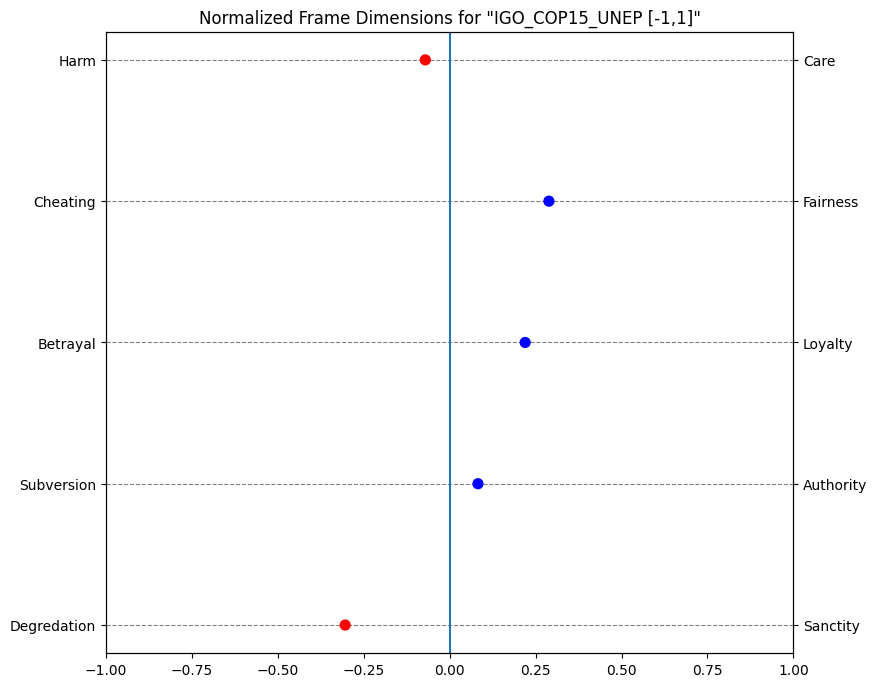 Normalized Frame Dimensions for "IGO_COP15_UNEP [-1,1]"
Harm Care
Cheating Fairness
Betrayal Loyalty
Subversion Authority
Degredation Sanctity
−1.00 −0.75 −0.50 −0.25 0.00 0.25 0.50 0.75 1.00